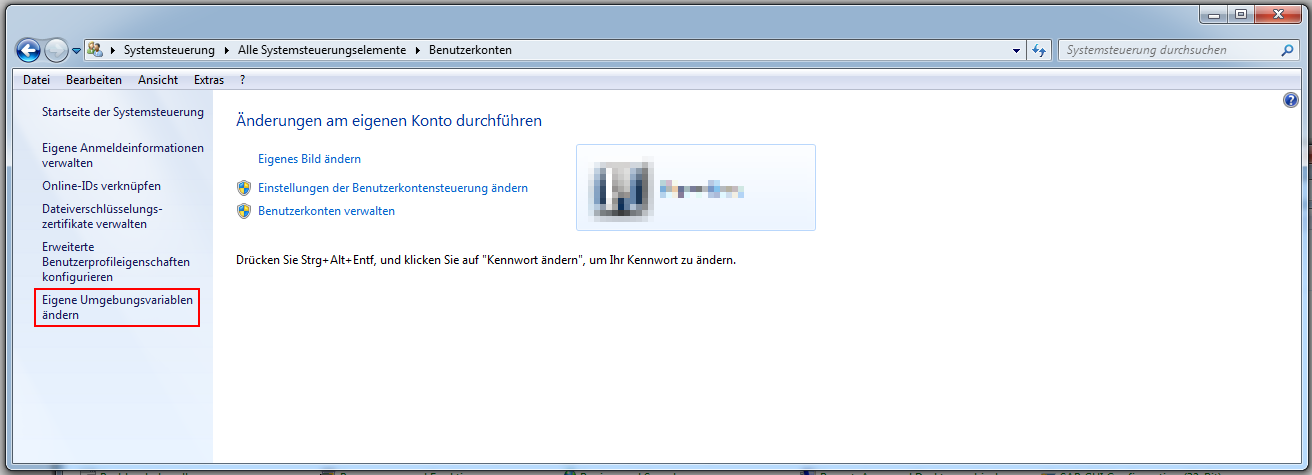 Systemsteuerung Alle Systemsteuerungselemente Benutzerkonten
Systemsteuerung durchsuchen
Datei Bearbeiten Ansicht Extras ?
Startseite der Systemsteuerung
Eigene Anmeldeinformationen
verwalten
Online-IDs verknüpfen
Dateiverschlüsselungs-
zertifikate verwalten
Erweiterte
Benutzerprofileigenschaften
konfigurieren
Eigene Umgebungsvariablen
ändern
Änderungen am eigenen Konto durchführen
Eigenes Bild ändern
Einstellungen der Benutzerkontensteuerung ändern
Benutzerkonten verwalten
Drücken Sie Strg+Alt+Entf, und klicken Sie auf "Kennwort ändern", um Ihr Kennwort zu ändern.